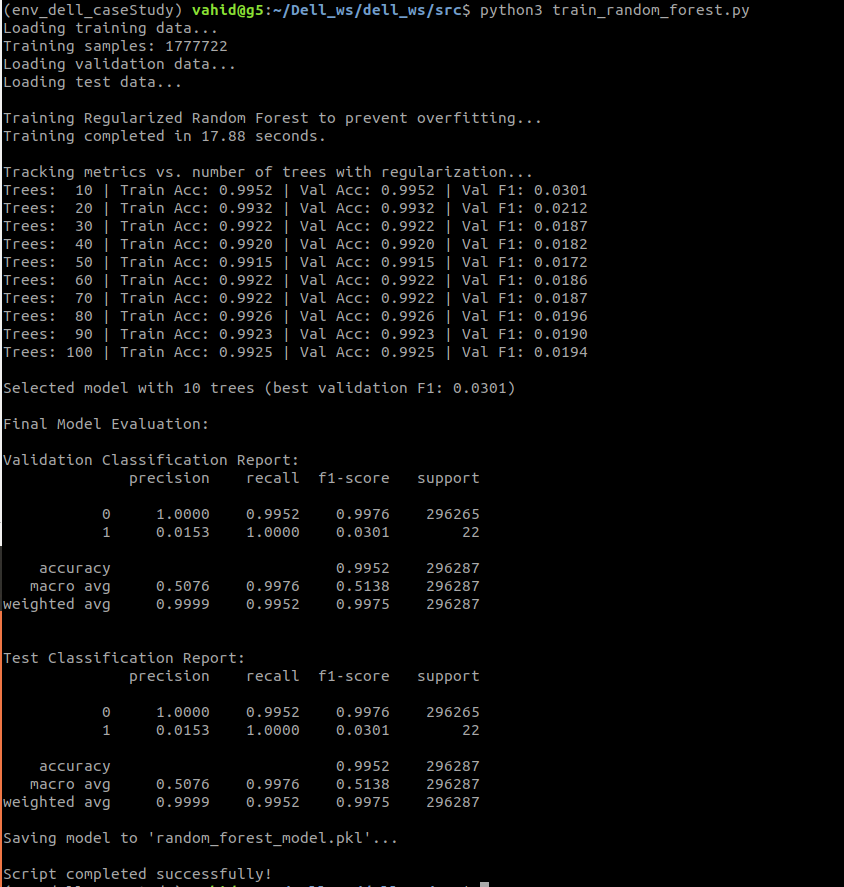 (env_dell_caseStudy) vahid@g5:~/Dell_ws/dell_ws/src$ python3 train_random_forest.py
Loading training data...
Training samples: 1777722
Loading validation data...
Loading test data...
Training Regularized Random Forest to prevent overfitting...
Training completed in 17.88 seconds.
Tracking metrics vs. number of trees with regularization...
Trees:  10 | Train Acc: 0.9952 | Val Acc: 0.9952 | Val F1: 0.0301
Trees:  20 | Train Acc: 0.9932 | Val Acc: 0.9932 | Val F1: 0.0212
Trees:  30 | Train Acc: 0.9922 | Val Acc: 0.9922 | Val F1: 0.0187
Trees:  40 | Train Acc: 0.9920 | Val Acc: 0.9920 | Val F1: 0.0182
Trees:  50 | Train Acc: 0.9915 | Val Acc: 0.9915 | Val F1: 0.0172
Trees:  60 | Train Acc: 0.9922 | Val Acc: 0.9922 | Val F1: 0.0186
Trees:  70 | Train Acc: 0.9922 | Val Acc: 0.9922 | Val F1: 0.0187
Trees:  80 | Train Acc: 0.9926 | Val Acc: 0.9926 | Val F1: 0.0196
Trees:  90 | Train Acc: 0.9923 | Val Acc: 0.9923 | Val F1: 0.0190
Trees: 100 | Train Acc: 0.9925 | Val Acc: 0.9925 | Val F1: 0.0194
Selected model with 10 trees (best validation F1: 0.0301)
Final Model Evaluation:
Validation Classification Report:
              precision    recall  f1-score   support
           0     1.0000    0.9952    0.9976    296265
           1     0.0153    1.0000    0.0301        22
    accuracy                         0.9952    296287
   macro avg     0.5076    0.9976    0.5138    296287
weighted avg     0.9999    0.9952    0.9975    296287
Test Classification Report:
              precision    recall  f1-score   support
           0     1.0000    0.9952    0.9976    296265
           1     0.0153    1.0000    0.0301        22
    accuracy                         0.9952    296287
   macro avg     0.5076    0.9976    0.5138    296287
weighted avg     0.9999    0.9952    0.9975    296287
Saving model to 'random_forest_model.pkl'...
Script completed successfully!